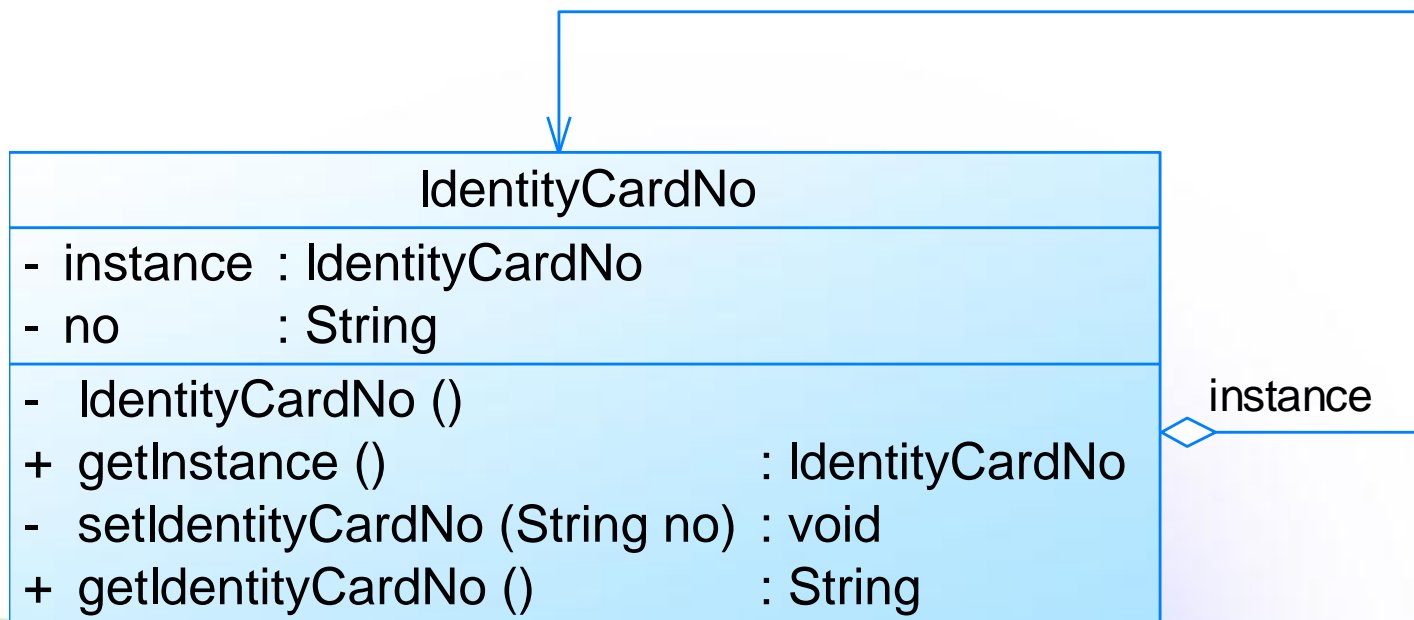 IdentityCardNo
- instance : IdentityCardNo
- no : String
- IdentityCardNo ()
instance
+ getInstance () : IdentityCardNo
- setIdentityCardNo (String no) : void
+ getIdentityCardNo () : String